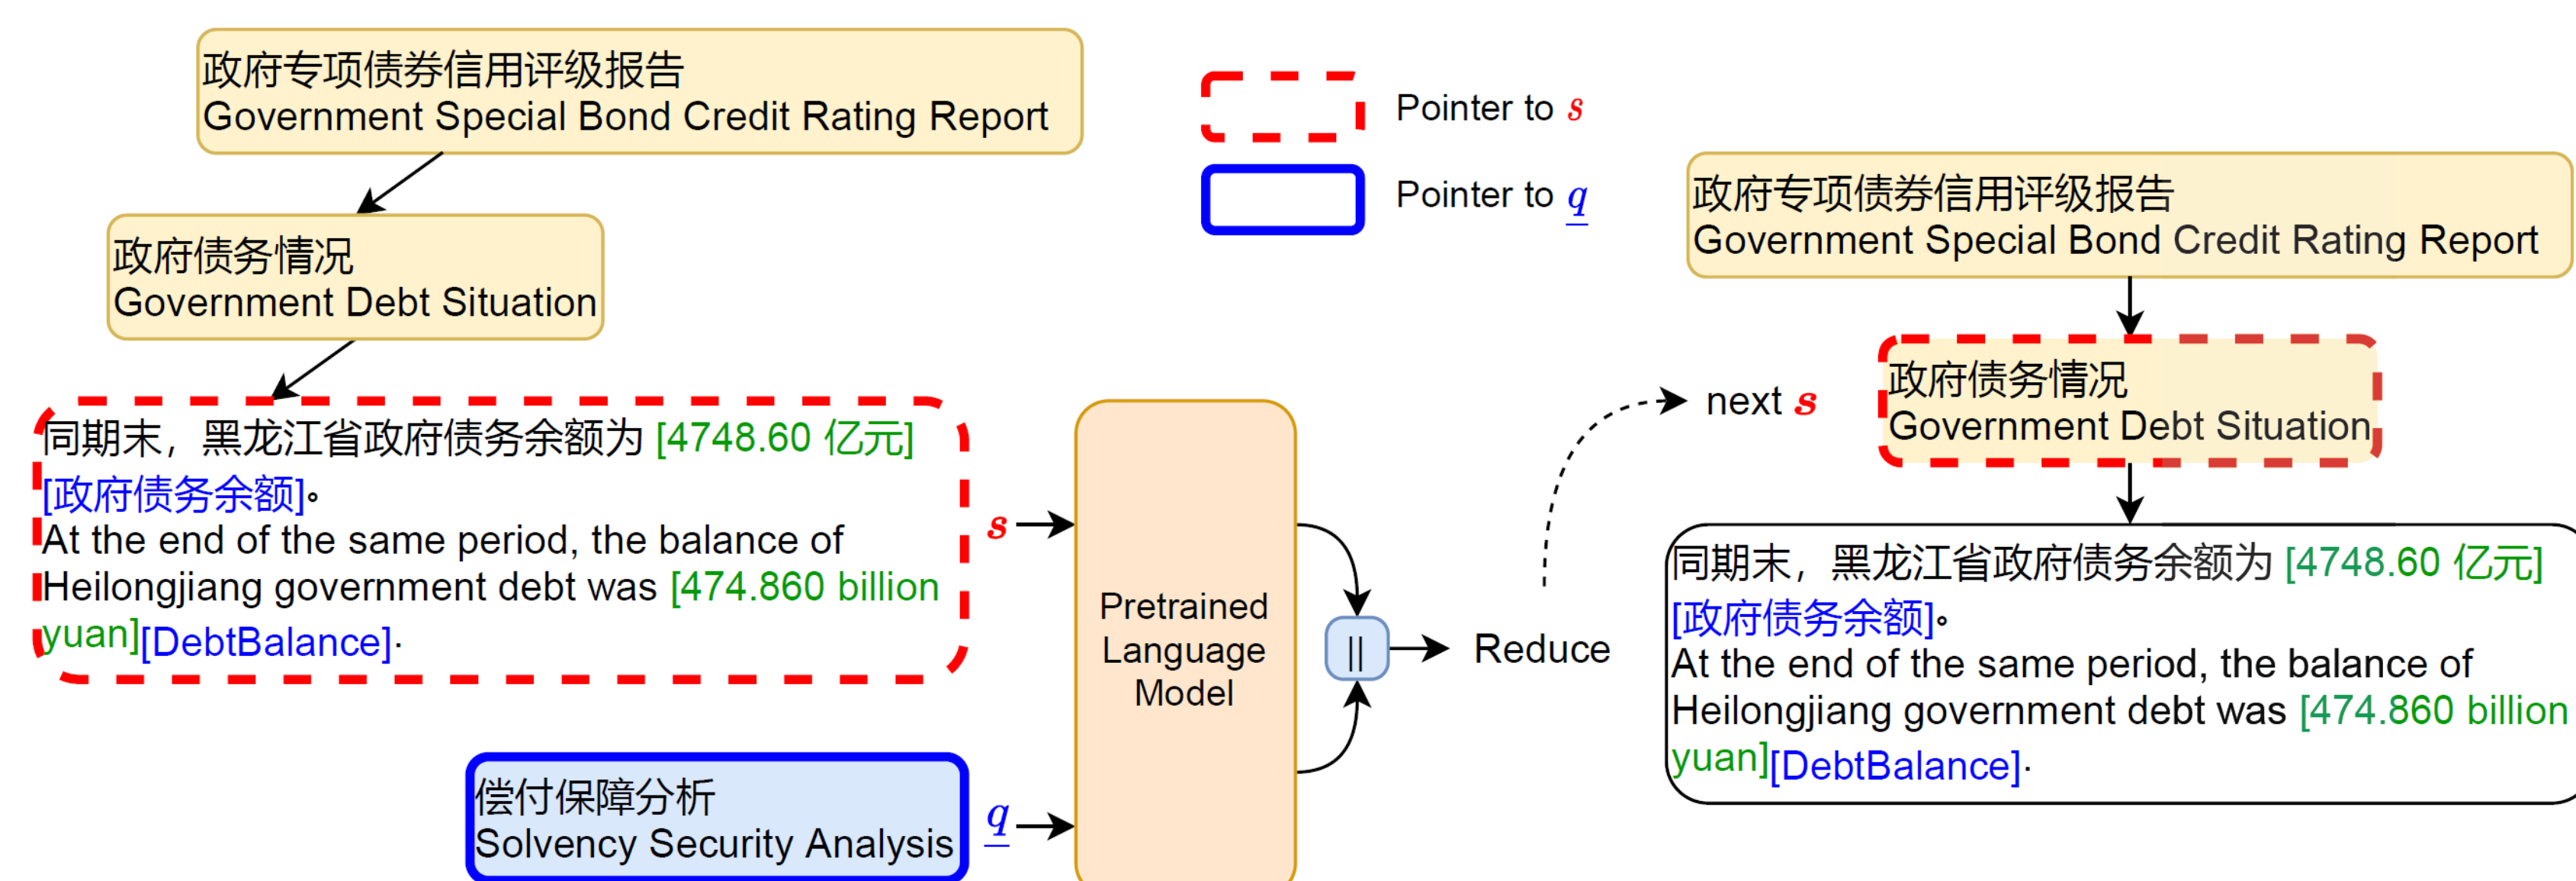 政府专项债券信用评级报告
Government Special Bond Credit Rating Report
政府债务情况
Government Debt Situation
同期末，黑龙江省政府债务余额为 [4748.60 亿元]
[政府债务余额]。
At the end of the same period, the balance of
Heilongjiang government debt was [474.860 billion
yuan][DebtBalance].
偿付保障分析
Solvency Security Analysis
s
q
Pretrained
Language
Model
||
Reduce
Pointer to s
Pointer to q
next s
政府专项债券信用评级报告
Government Special Bond Credit Rating Report
政府债务情况
Government Debt Situation
同期末，黑龙江省政府债务余额为 [4748.60 亿元]
[政府债务余额]。
At the end of the same period, the balance of
Heilongjiang government debt was [474.860 billion
yuan][DebtBalance].